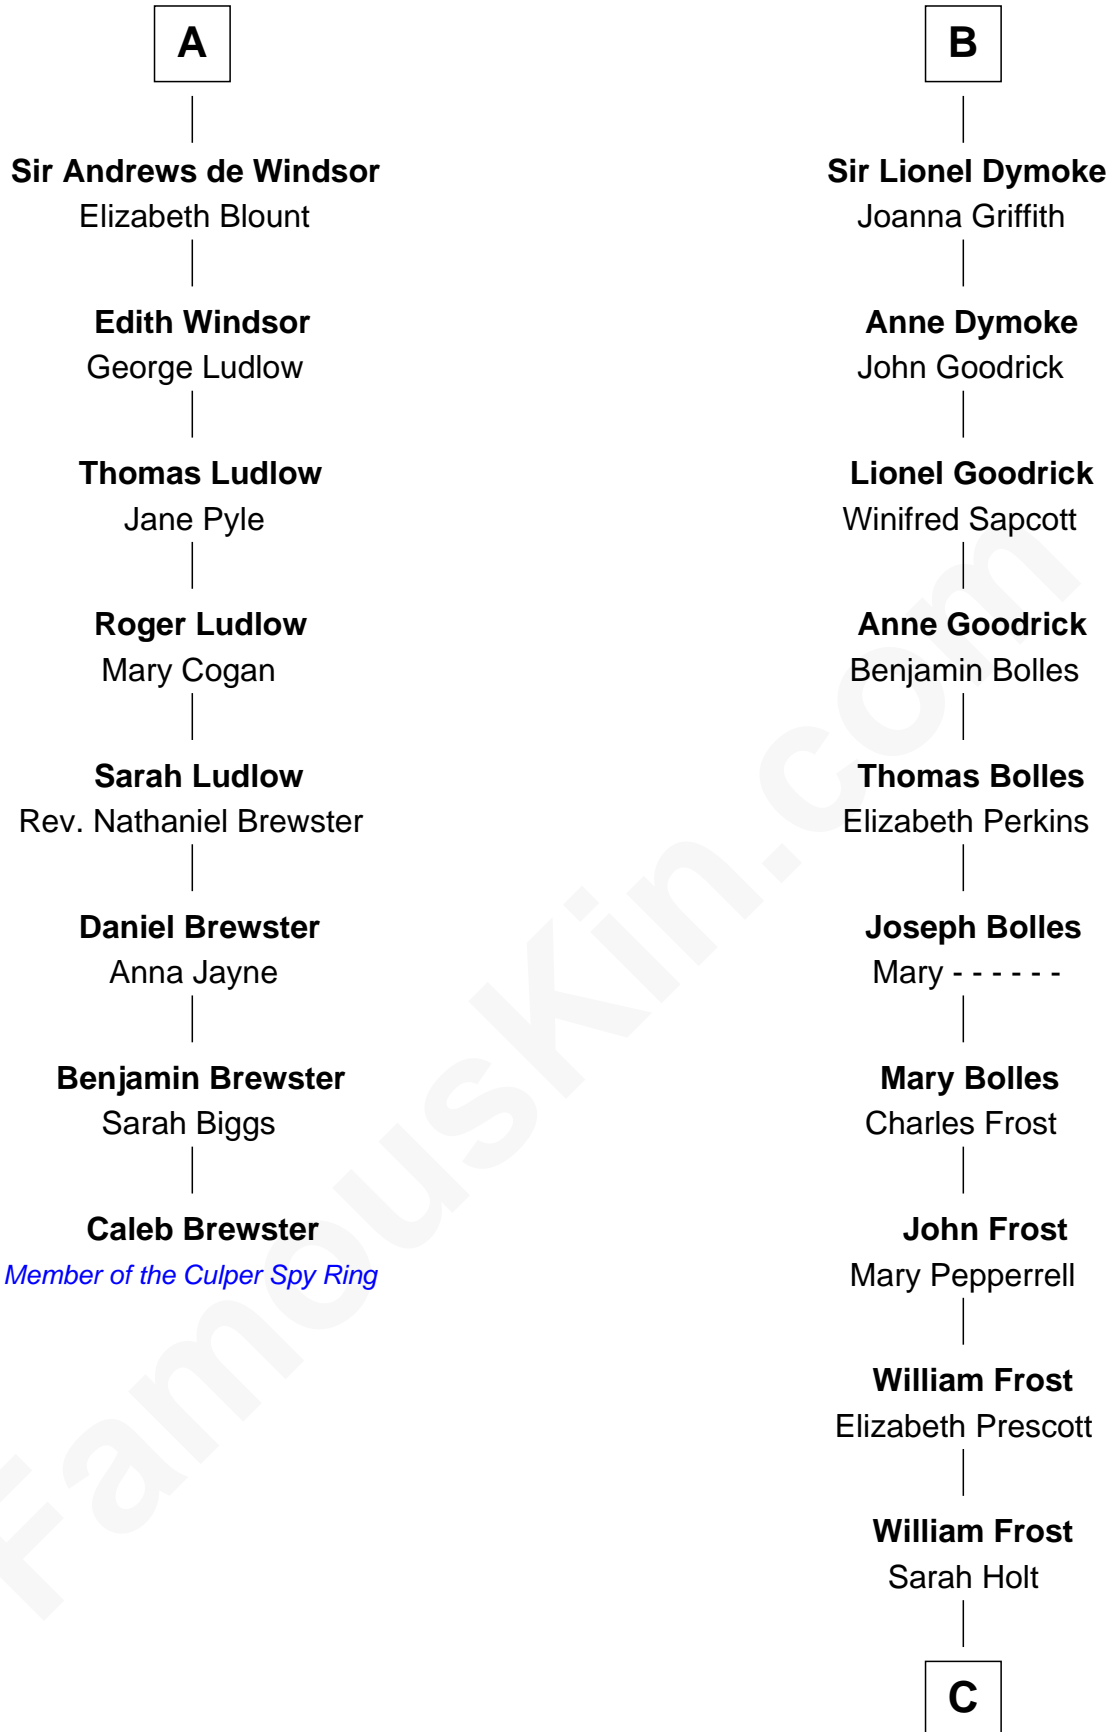 A
Sir Andrews de Windsor
Elizabeth Blount
Edith Windsor
George Ludlow
Thomas Ludlow
Jane Pyle
Roger Ludlow
Mary Cogan
Sarah Ludlow
Rev. Nathaniel Brewster
Daniel Brewster
Anna Jayne
Benjamin Brewster
Sarah Biggs
Caleb Brewster
Member of the Culper Spy Ring
B
Sir Lionel Dymoke
Joanna Griffith
Anne Dymoke
John Goodrick
Lionel Goodrick
Winifred Sapcott
Anne Goodrick
Benjamin Bolles
Thomas Bolles
Elizabeth Perkins
Joseph Bolles
Mary - - - - - -
Mary Bolles
Charles Frost
John Frost
Mary Pepperrell
William Frost
Elizabeth Prescott
William Frost
Sarah Holt
C
FamousKin.com